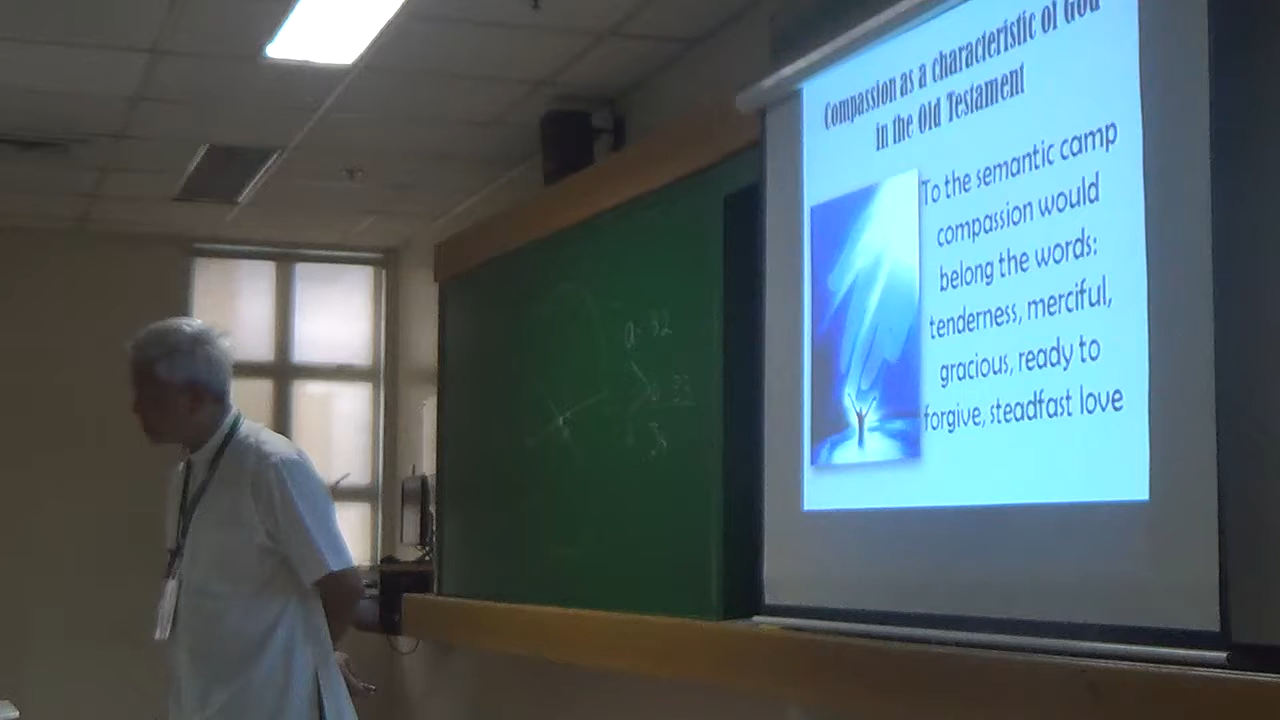 Compassion as a characteristic of God
in the Old Testament
To the semantic camp
compassion would
belong the words:
tenderness, merciful,
gracious, ready to
forgive, steadfast love